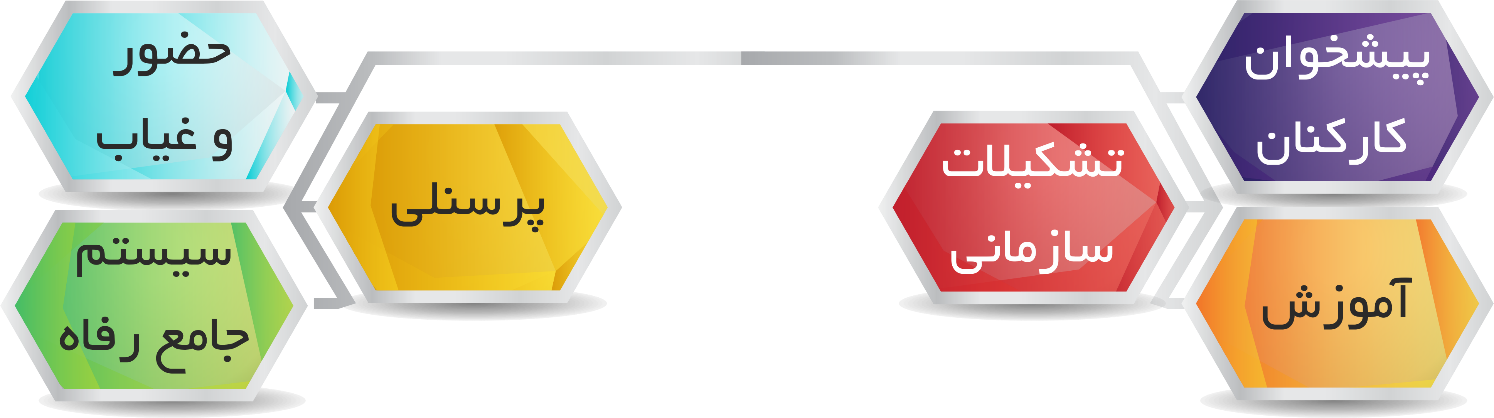 پیشخوان
کارکنان
تشکیلات
سازمانی
آموزش
حضور
و غیاب
پرسنلی
سیستم
جامع رفاه